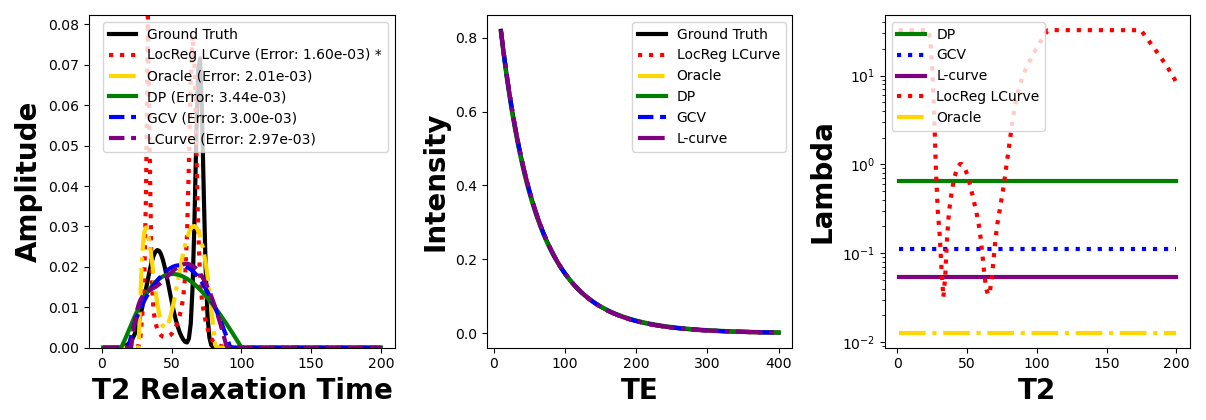 Amplitude
0.08
0.07
0.06
0.05
0.04
0.03
0.02
0.01
0.00
Ground Truth
LocReg LCurve (Error: 1.60e-03) *
Oracle (Error: 2.01e-03)
DP (Error: 3.44e-03)
GCV (Error: 3.00e-03)
LCurve (Error: 2.97e-03)
0 50 100 150 200
T2 Relaxation Time
Intensity
0.8
0.6
0.4
0.2
0.0
Ground Truth
LocReg LCurve
Oracle
DP
GCV
L-curve
0 100 200 300 400
TE
Lambda
10¹
10⁰
10⁻¹
10⁻²
DP
GCV
L-curve
LocReg LCurve
Oracle
0 50 100 150 200
T2